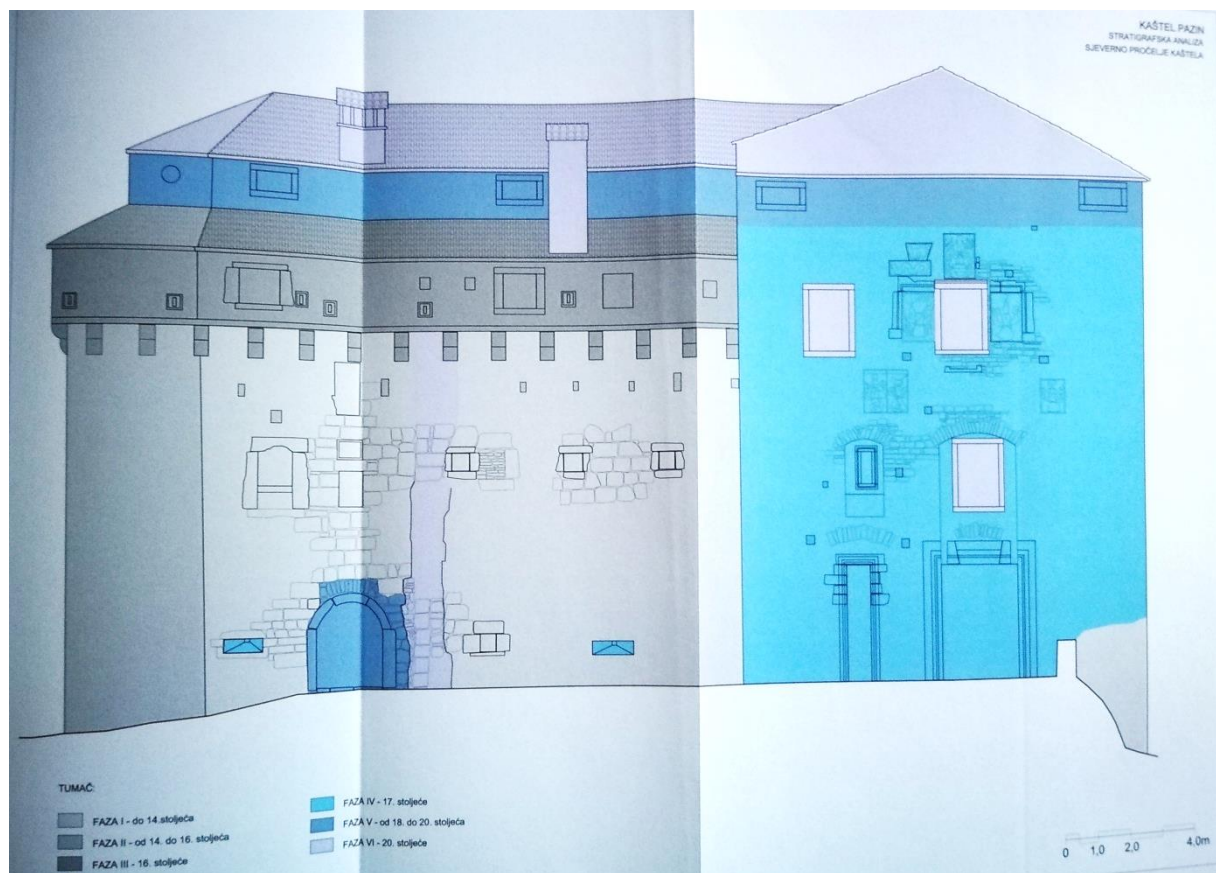 KAŠTEL PAZIN
STRATIGRAFSKA ANALIZA
SJEVERNO PROČELJE KAŠTELA
TUMAČ:
FAZA I - do 14.stoljeća
FAZA II - od 14. do 16. stoljeća
FAZA III - 16. stoljeće
FAZA IV - 17. stoljeće
FAZA V - od 18. do 20. stoljeća
FAZA VI - 20. stoljeće
0 1,0 2,0 4,0m